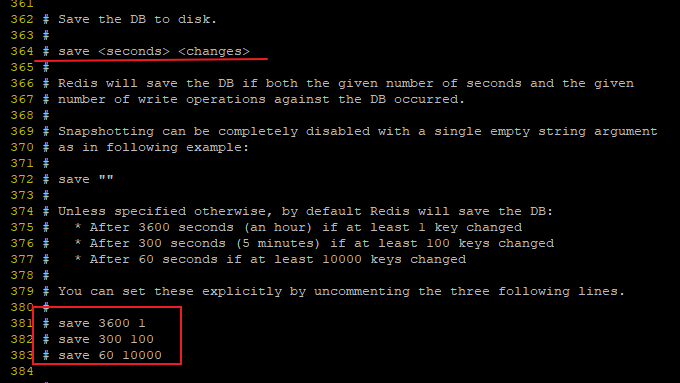 361
362 # Save the DB to disk.
363 #
364 # save <seconds> <changes>
365 #
366 # Redis will save the DB if both the given number of seconds and the given
367 # number of write operations against the DB occurred.
368 #
369 # Snapshotting can be completely disabled with a single empty string argument
370 # as in following example:
371 #
372 # save ""
373 #
374 # Unless specified otherwise, by default Redis will save the DB:
375 #   * After 3600 seconds (an hour) if at least 1 key changed
376 #   * After 300 seconds (5 minutes) if at least 100 keys changed
377 #   * After 60 seconds if at least 10000 keys changed
378 #
379 # You can set these explicitly by uncommenting the three following lines.
380 #
381 # save 3600 1
382 # save 300 100
383 # save 60 10000
384